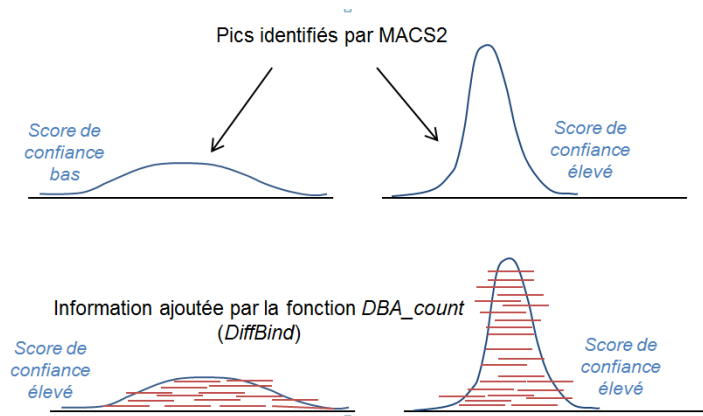 Pics identifiés par MACS2
Score de
confiance
bas
Score de
confiance
élevé
Information ajoutée par la fonction DBA_count
(DiffBind)
Score de
confiance
élevé
Score de
confiance
élevé